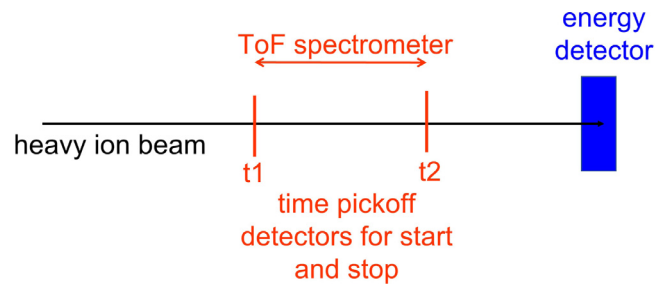 energy
detector
ToF spectrometer
heavy ion beam
t1
t2
time pickoff
detectors for start
and stop